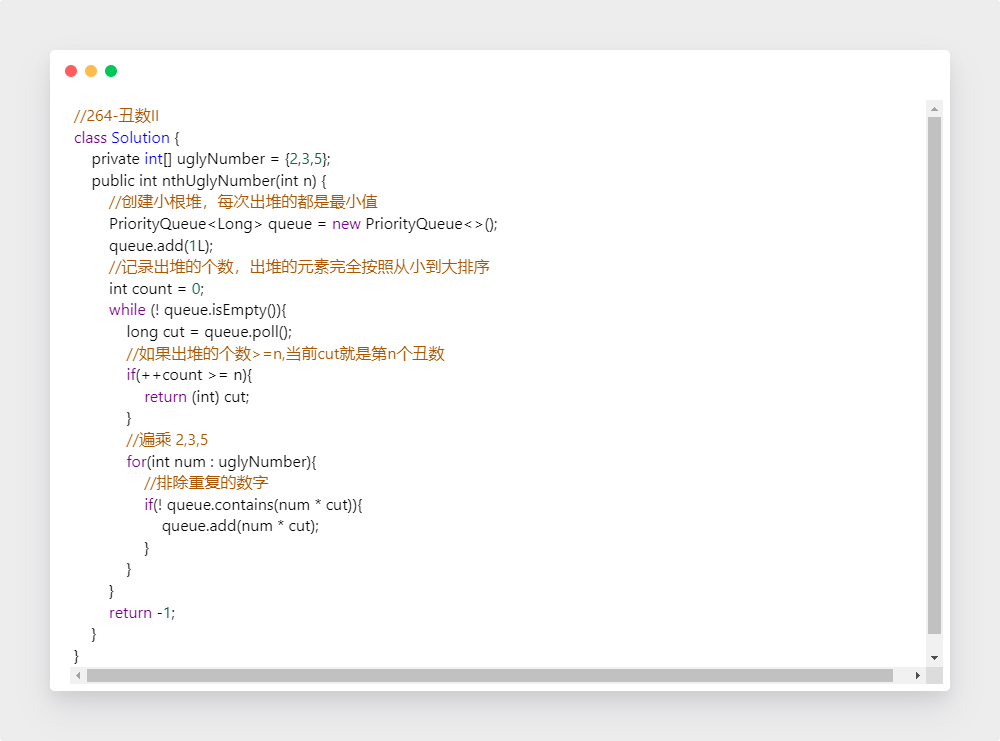 //264-丑数II
class Solution {
    private int[] uglyNumber = {2,3,5};
    public int nthUglyNumber(int n) {
        //创建小根堆，每次出堆的都是最小值
        PriorityQueue<Long> queue = new PriorityQueue<>();
        queue.add(1L);
        //记录出堆的个数，出堆的元素完全按照从小到大排序
        int count = 0;
        while (! queue.isEmpty()){
            long cut = queue.poll();
            //如果出堆的个数>=n,当前cut就是第n个丑数
            if(++count >= n){
                return (int) cut;
            }
            //遍乘 2,3,5
            for(int num : uglyNumber){
                //排除重复的数字
                if(! queue.contains(num * cut)){
                    queue.add(num * cut);
                }
            }
        }
        return -1;
    }
}